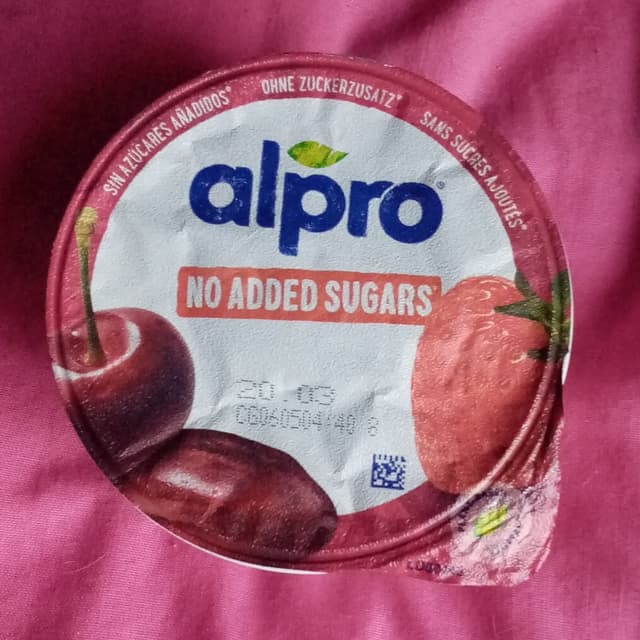 SIN AZÚCARES AÑADIDOS*
OHNE ZUCKERZUSATZ*
SANS SUCRES AJOUTÉS*
alpro®
NO ADDED SUGARS*
20.03
CG060504:40 8